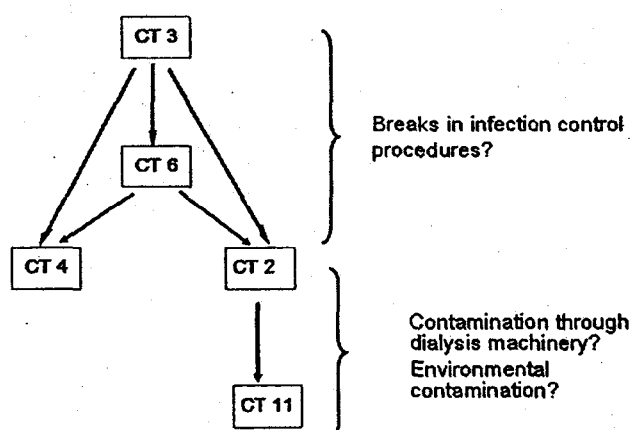 CT 3
Breaks in infection control
procedures?
CT 6
CT 4
CT 2
Contamination through
dialysis machinery?
Environmental
contamination?
CT 11